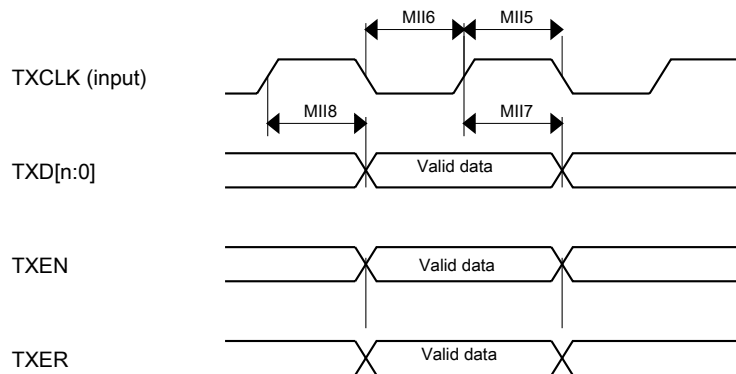 MII6
MII5
TXCLK (input)
MII8
MII7
TXD[n:0]
Valid data
TXEN
Valid data
TXER
Valid data